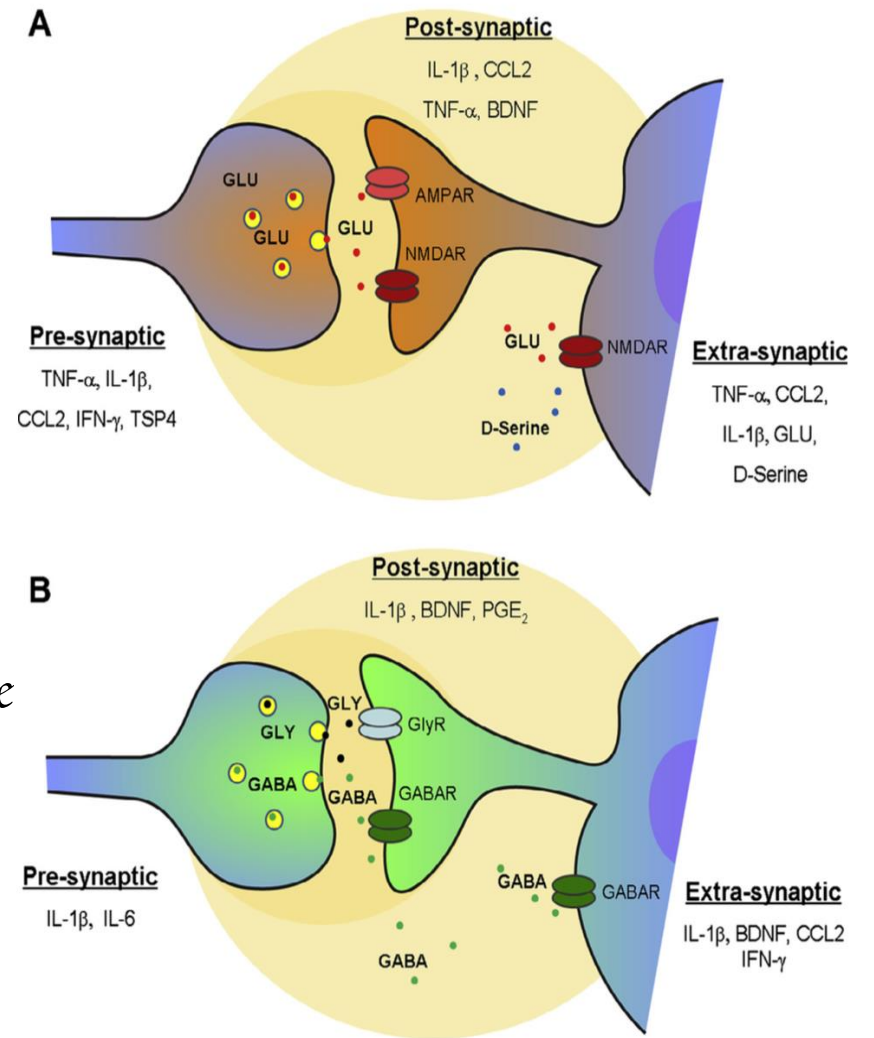 A
Post-synaptic
IL-1β , CCL2
TNF-α, BDNF
GLU
GLU
GLU
AMPAR
NMDAR
Pre-synaptic
TNF-α, IL-1β,
CCL2, IFN-γ, TSP4
GLU
NMDAR
D-Serine
Extra-synaptic
TNF-α, CCL2,
IL-1β, GLU,
D-Serine
B
Post-synaptic
IL-1β , BDNF, PGE₂
e
GLY
GLY
GlyR
GABA
GABA
GABAR
Pre-synaptic
IL-1β, IL-6
GABA
GABAR
GABA
Extra-synaptic
IL-1β, BDNF, CCL2
IFN-γ